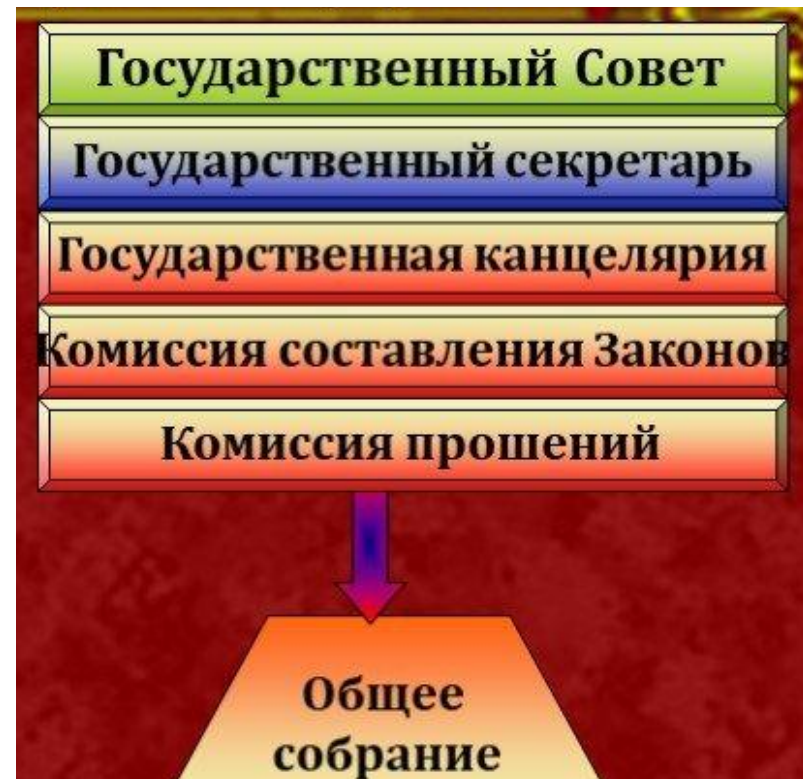 Государственный Совет
Государственный секретарь
Государственная канцелярия
Комиссия составления Законов
Комиссия прошений
Общее
собрание